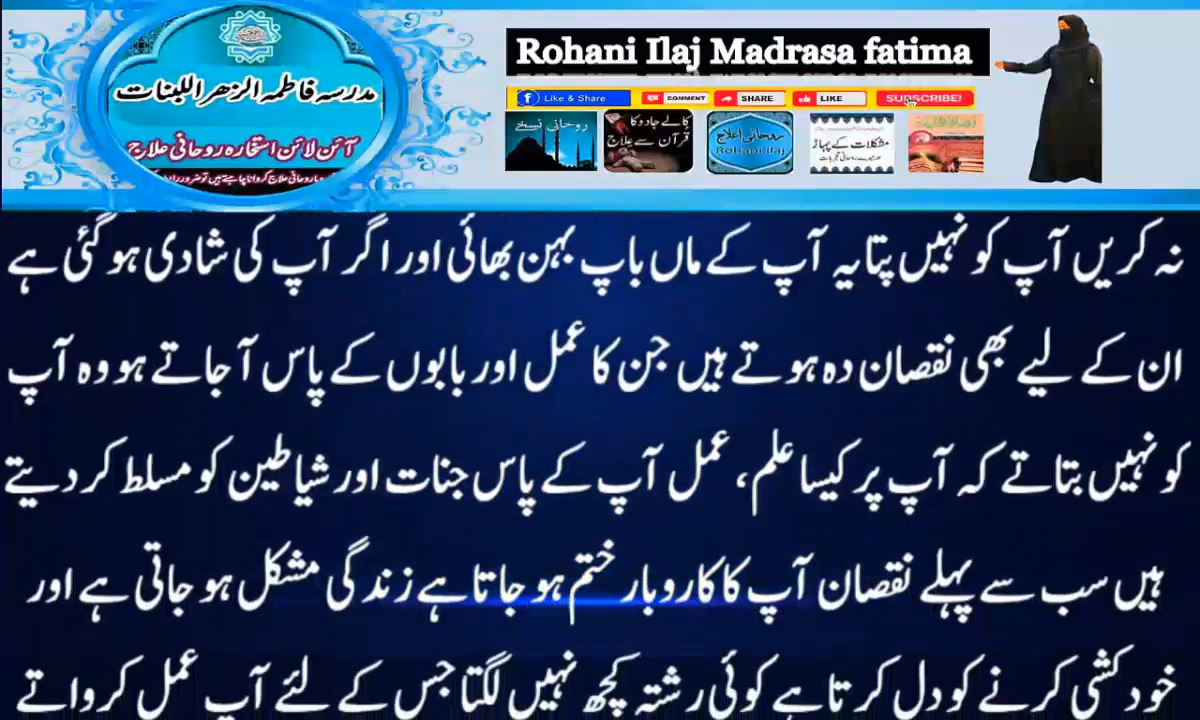 مدرسہ فاطمہ الزھرا للبنات
آئن لائن استخارہ روحانی علاج
Rohani Ilaj Madrasa fatima
Like & Share
COMMENT
SHARE
LIKE
SUBSCRIBE!
روحانی نسخے
کالے جادو کا
قرآن سے علاج
روحانی علاج
Rohani ilaj
مشکلات کے پہاڑ
نہ کریں آپ کو نہیں پتا یہ آپ کے ماں باپ بہن بھائی اور اگر آپ کی شادی ہو گئی ہے
ان کے لیے بھی نقصان دہ ہوتے ہیں جن کا عمل اور بابوں کے پاس آ جاتے ہو وہ آپ
کو نہیں بتاتے کہ آپ پر کیسا علم، عمل آپ کے پاس جنات اور شیاطین کو مسلط کر دیتے
ہیں سب سے پہلے نقصان آپ کا کاروبار ختم ہو جاتا ہے زندگی مشکل ہو جاتی ہے اور
خودکشی کرنے کو دل کرتا ہے کوئی رشتہ کچھ نہیں لگتا جس کے لئے آپ عمل کرواتے